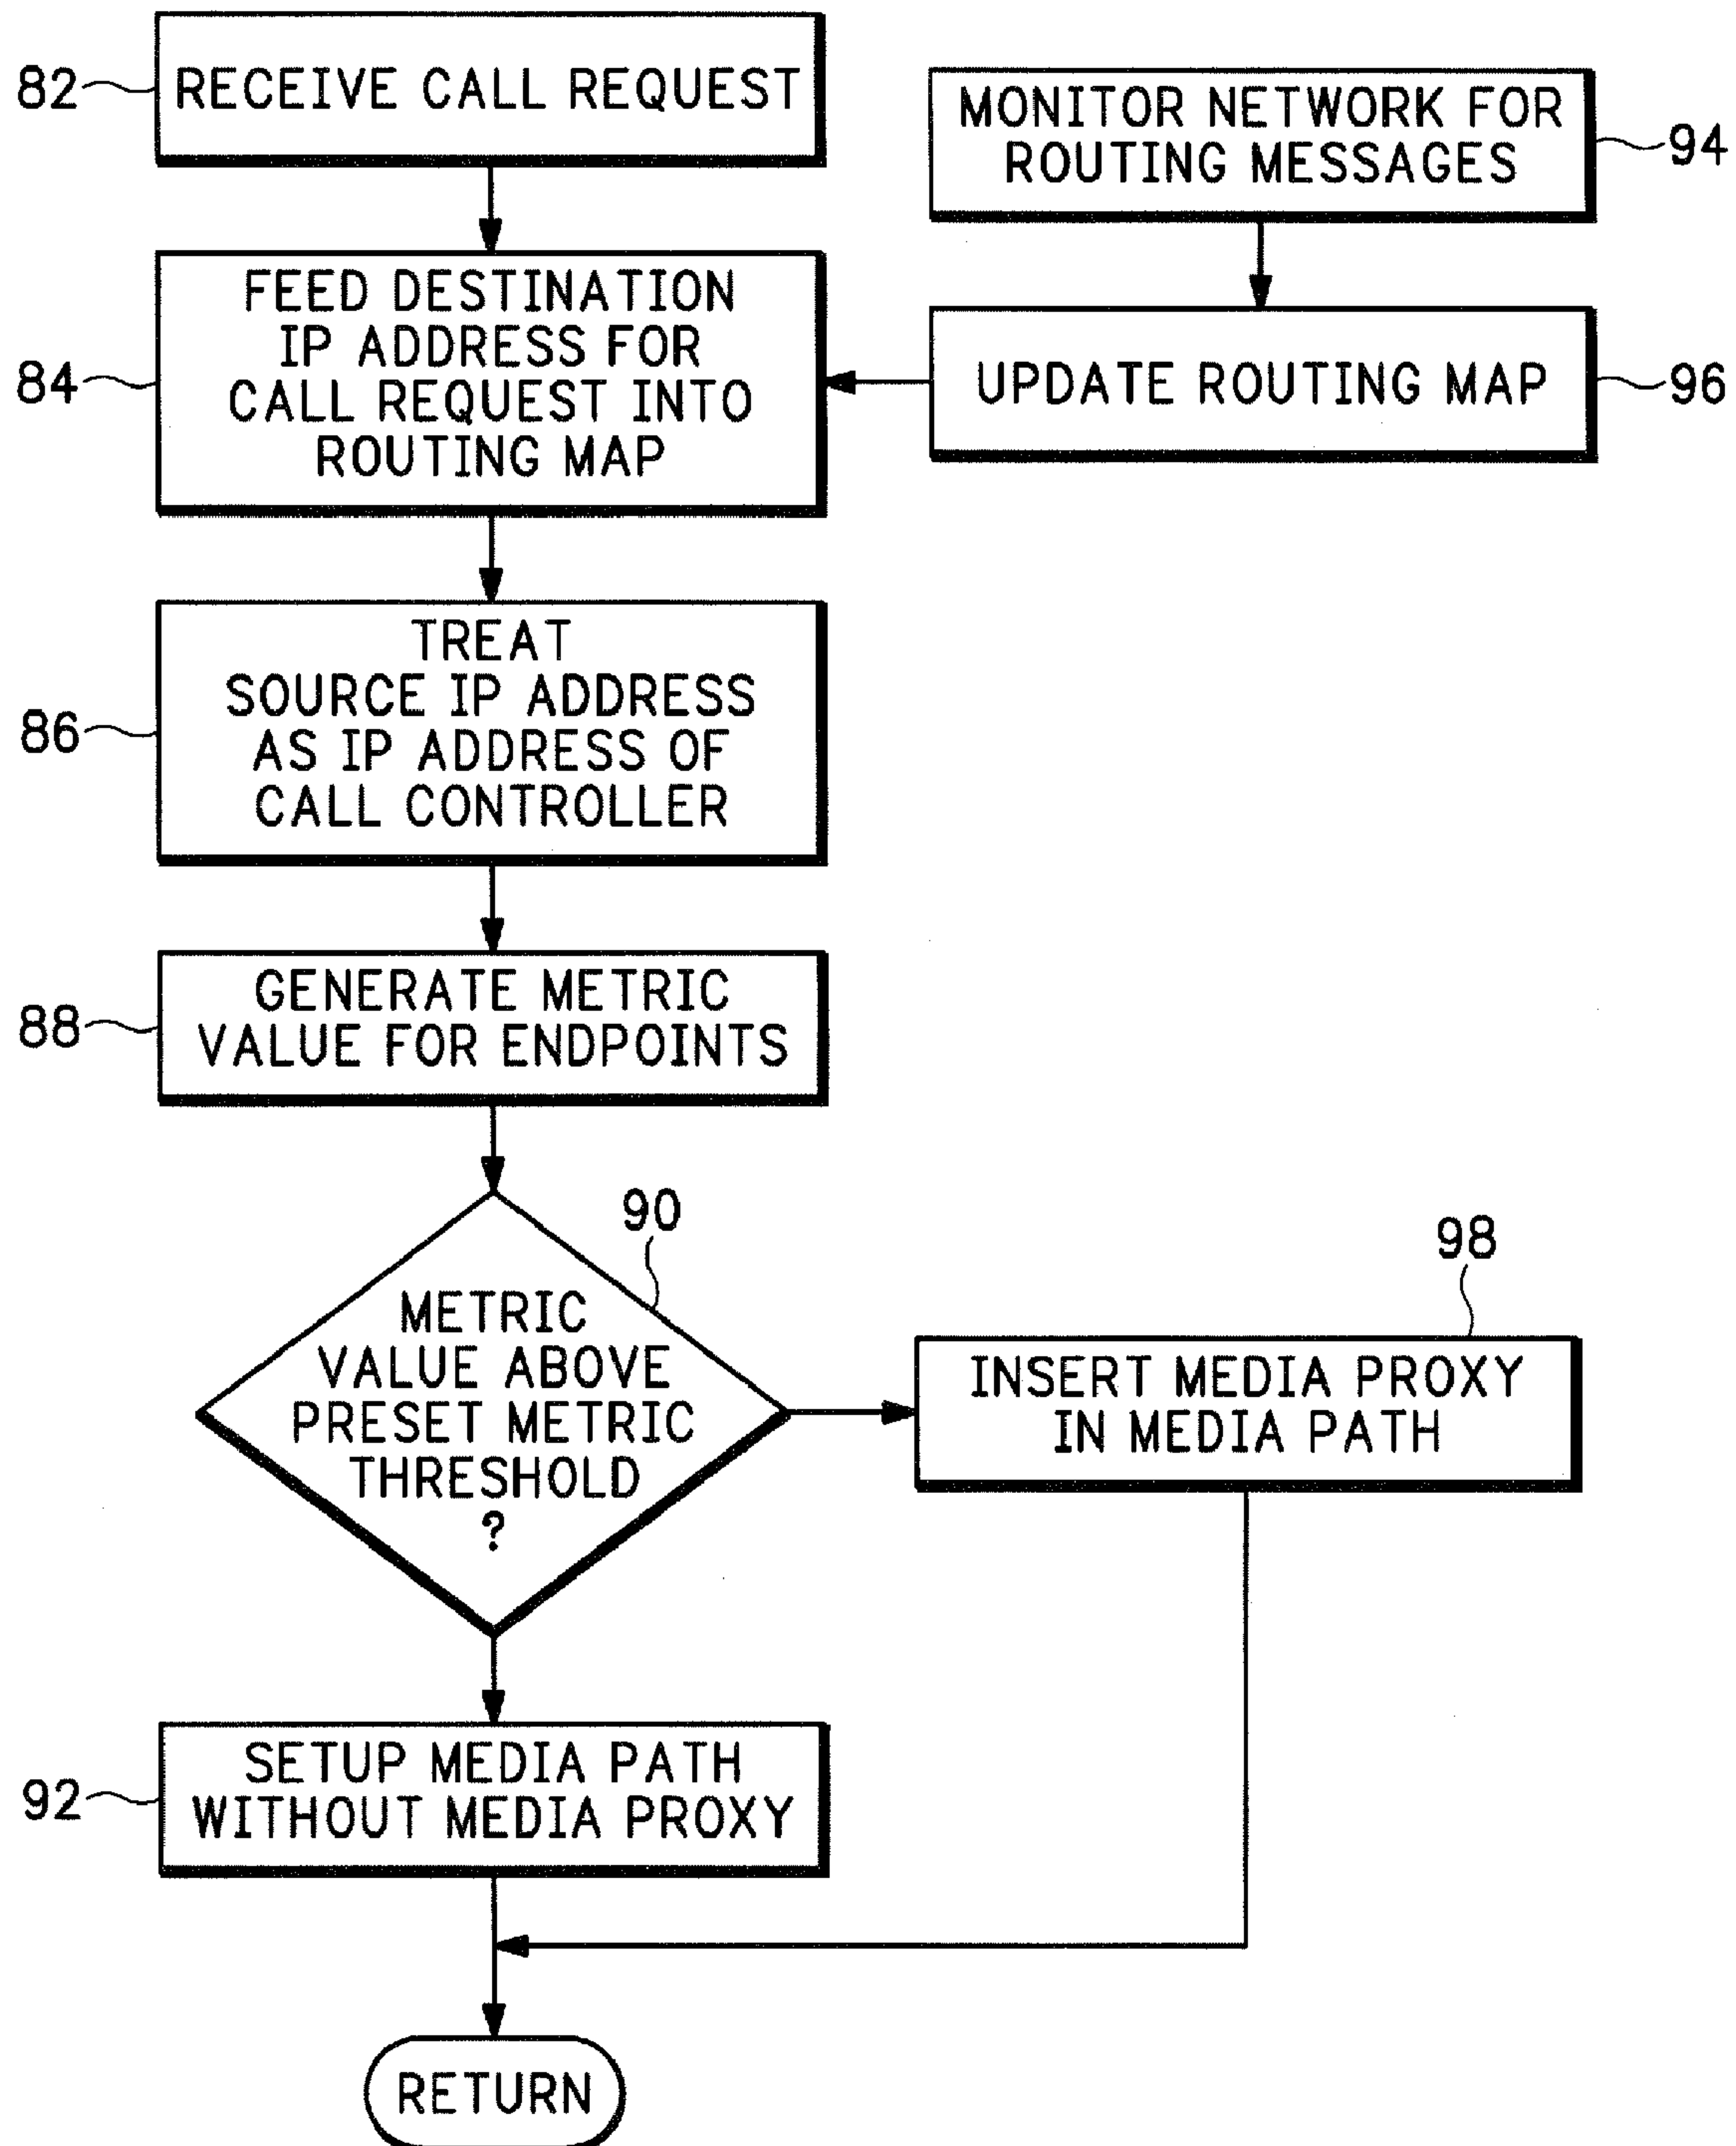 82
RECEIVE CALL REQUEST
MONITOR NETWORK FOR
ROUTING MESSAGES
94
84
FEED DESTINATION
IP ADDRESS FOR
CALL REQUEST INTO
ROUTING MAP
UPDATE ROUTING MAP
96
86
TREAT
SOURCE IP ADDRESS
AS IP ADDRESS OF
CALL CONTROLLER
88
GENERATE METRIC
VALUE FOR ENDPOINTS
90
METRIC
VALUE ABOVE
PRESET METRIC
THRESHOLD
?
98
INSERT MEDIA PROXY
IN MEDIA PATH
92
SETUP MEDIA PATH
WITHOUT MEDIA PROXY
RETURN